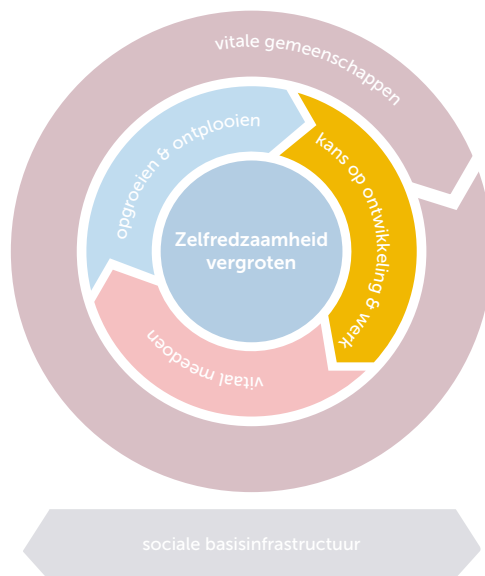 vitale gemeenschappen
opgroeien & ontplooien
kans op ontwikkeling & werk
Zelfredzaamheid
vergroten
vitaal meedoen
sociale basisinfrastructuur